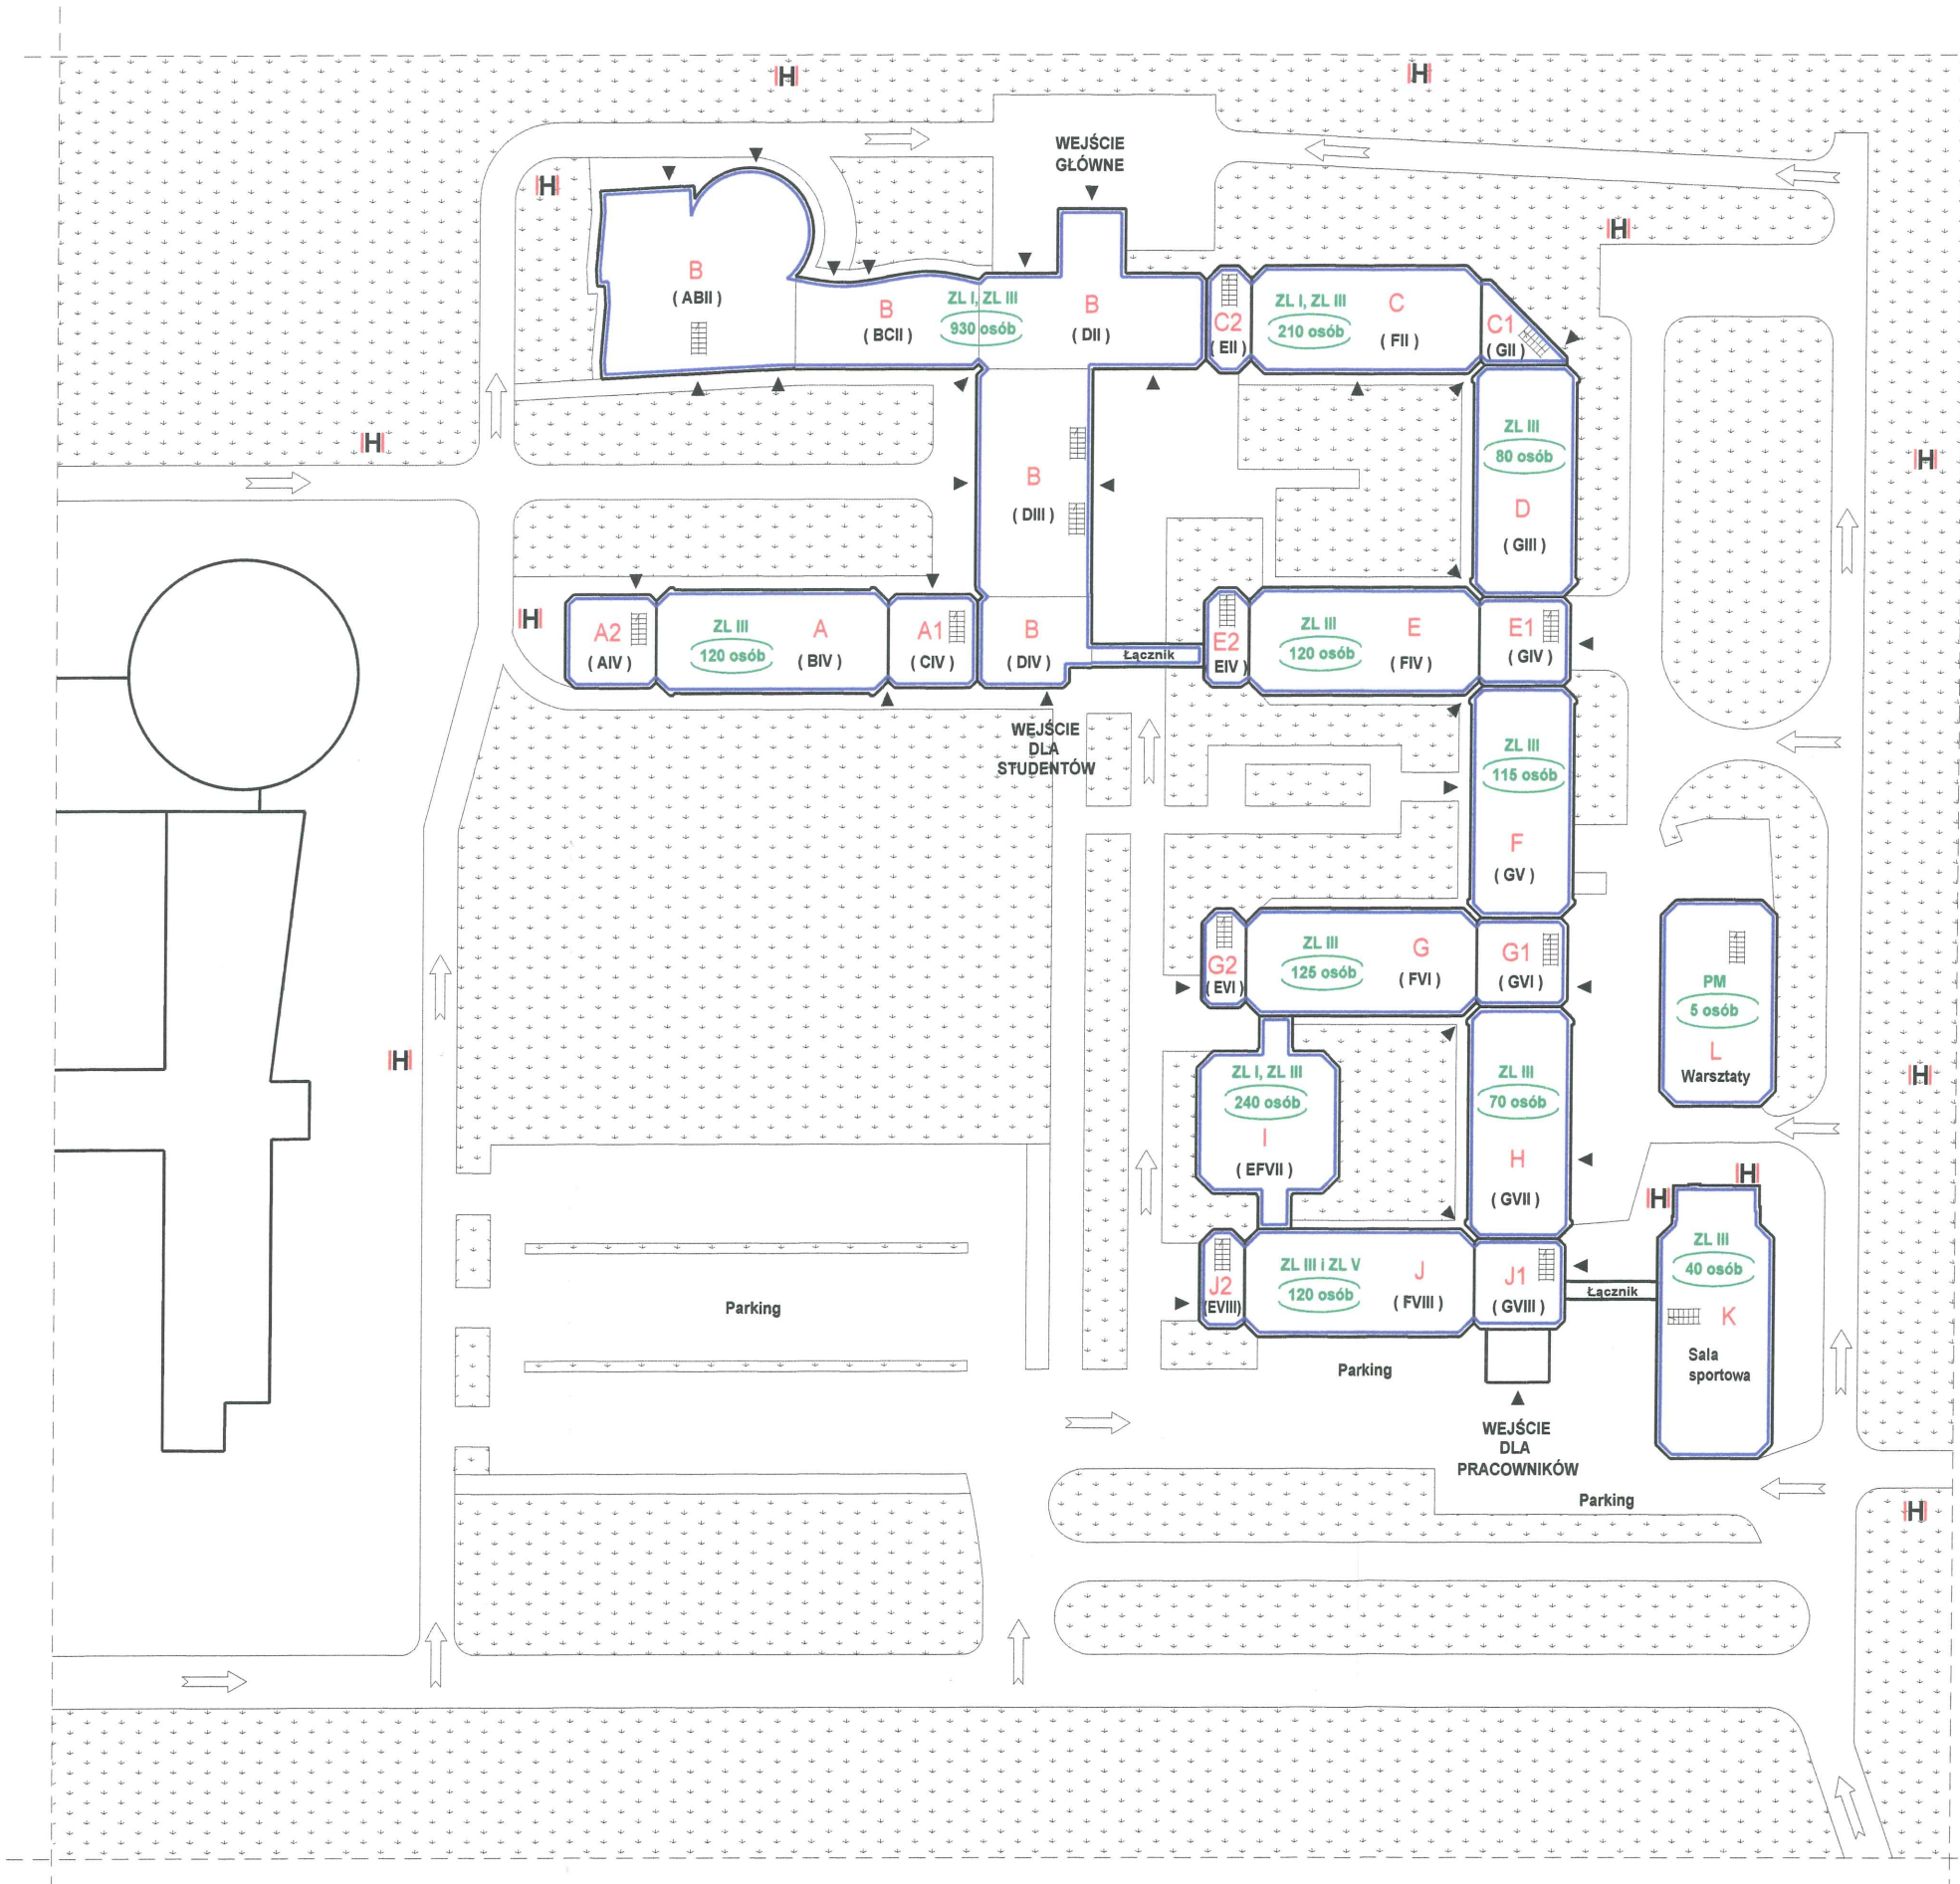 H
H
WEJŚCIE
GŁÓWNE
H
H
B
( ABII )
B
( BCII )
ZL I, ZL III
930 osób
B
( DII )
C2
( EII )
ZL I, ZL III
210 osób
C
( FII )
C1
( GII )
H
H
ZL III
80 osób
D
( GIII )
B
( DIII )
H
A2
( AIV )
ZL III
120 osób
A
( BIV )
A1
( CIV )
B
( DIV )
Łącznik
E2
EIV )
ZL III
120 osób
E
( FIV )
E1
( GIV )
WEJŚCIE
DLA
STUDENTÓW
ZL III
115 osób
F
( GV )
G2
( EVI )
ZL III
125 osób
G
( FVI )
G1
( GVI )
PM
5 osób
L
Warsztaty
H
H
ZL I, ZL III
240 osób
I
( EFVII )
ZL III
70 osób
H
( GVII )
H
H
ZL III
40 osób
K
Sala
sportowa
J2
(EVIII)
ZL III i ZL V
120 osób
J
( FVIII )
J1
( GVIII )
Łącznik
Parking
Parking
WEJŚCIE
DLA
PRACOWNIKÓW
Parking
H